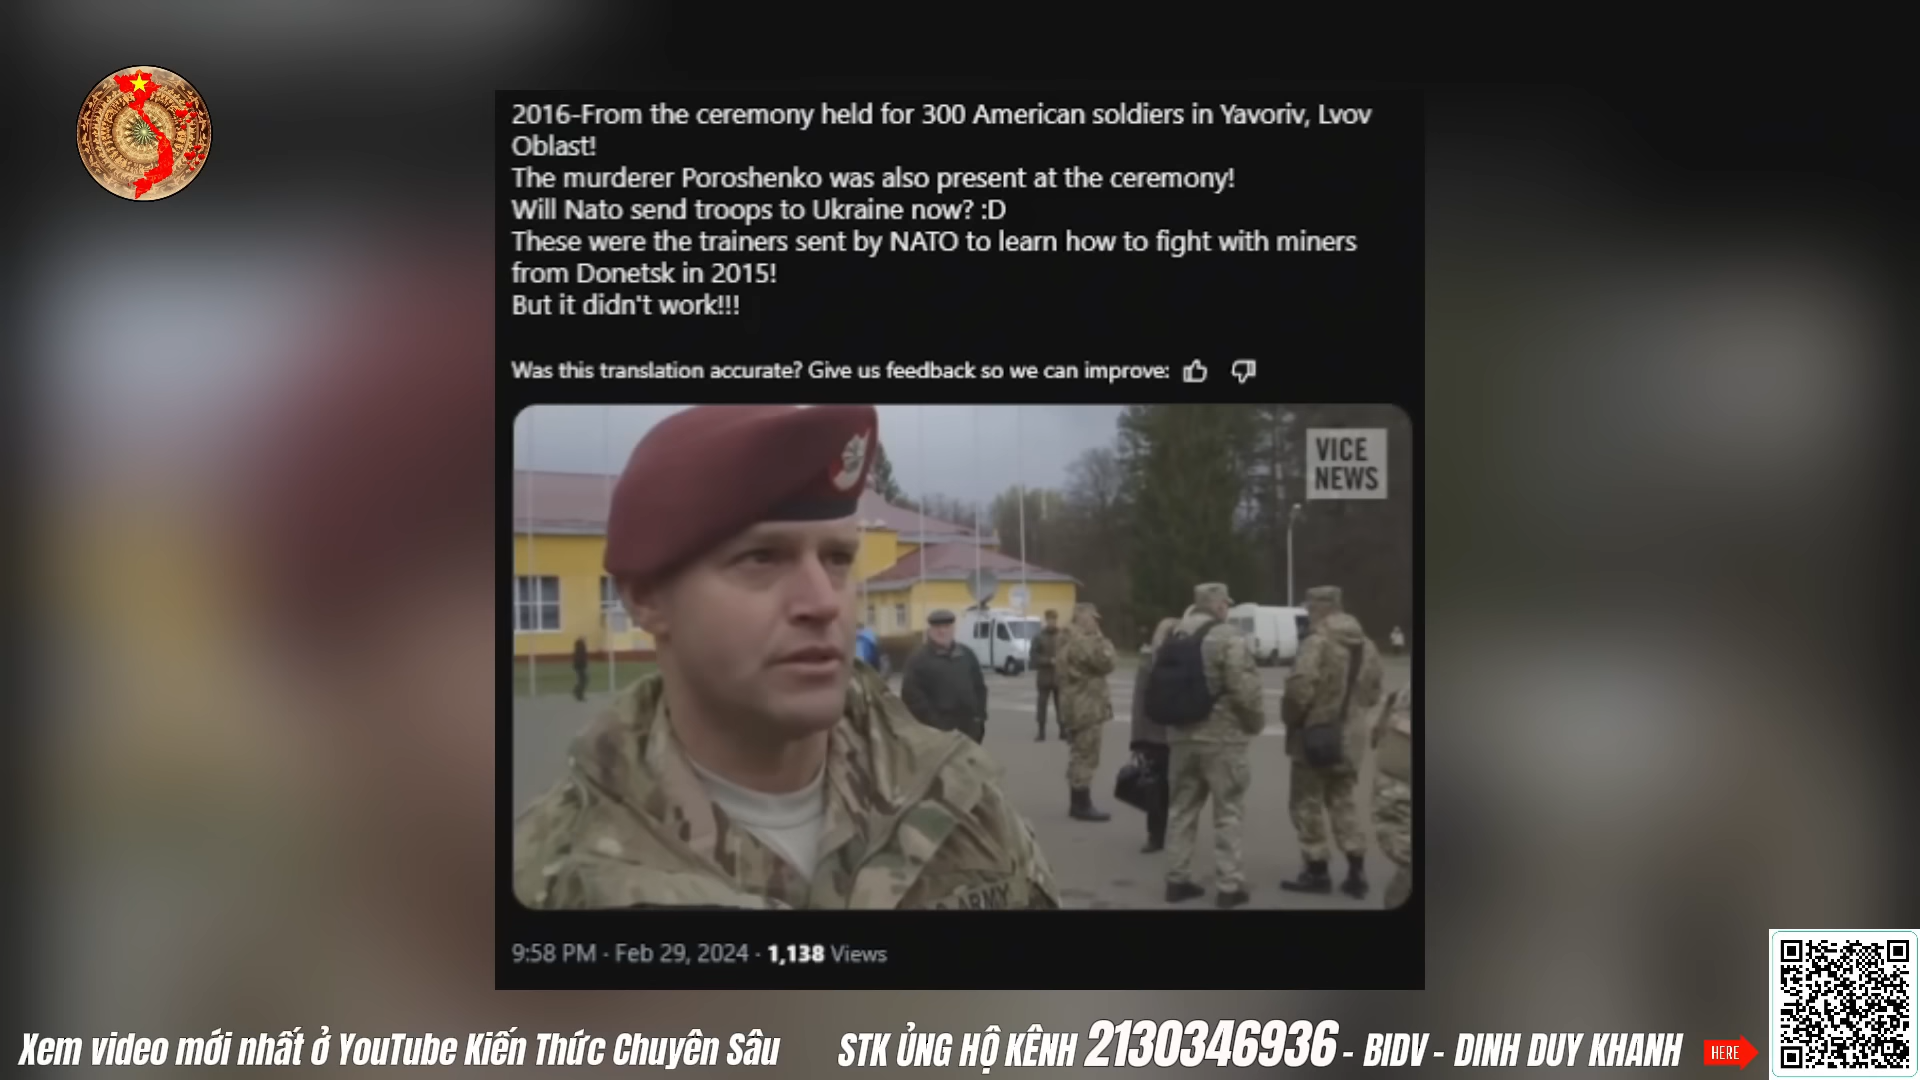 2016-From the ceremony held for 300 American soldiers in Yavoriv, Lvov
Oblast!
The murderer Poroshenko was also present at the ceremony!
Will Nato send troops to Ukraine now? :D
These were the trainers sent by NATO to learn how to fight with miners
from Donetsk in 2015!
But it didn't work!!!
Was this translation accurate? Give us feedback so we can improve:
VICE
NEWS
ARMY
9:58 PM · Feb 29, 2024 · 1,138 Views
Xem video mới nhất ở YouTube Kiến Thức Chuyên Sâu
STK ỦNG HỘ KÊNH 2130346936 - BIDV - DINH DUY KHANH
HERE